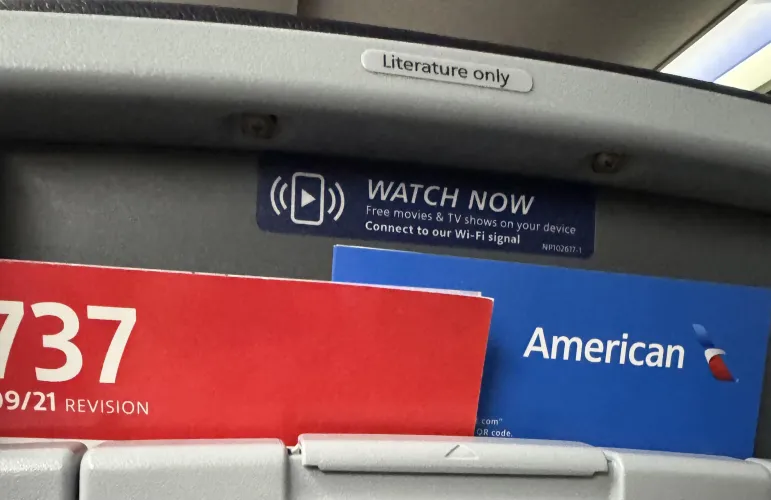 Literature only
WATCH NOW
Free movies & TV shows on your device
Connect to our Wi-Fi signal
NP102617-1
737
09/21 REVISION
American
.com"
QR code.